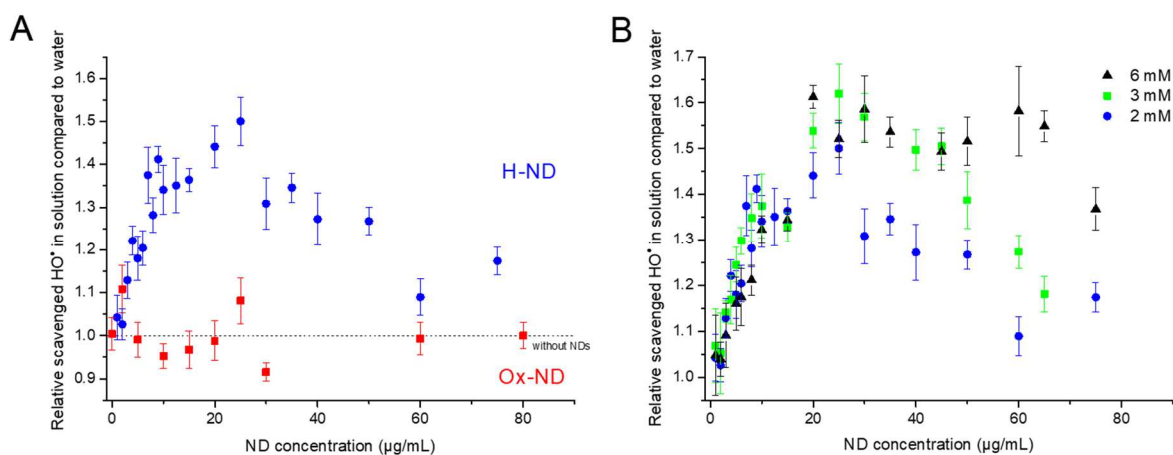 A
Relative scavenged HO• in solution compared to water
1.6
1.5
1.4
1.3
1.2
1.1
1.0
0.9
H-ND
without NDs
Ox-ND
0
20
40
60
80
ND concentration (µg/mL)
B
Relative scavenged HO• in solution compared to water
1.7
1.6
1.5
1.4
1.3
1.2
1.1
1.0
6 mM
3 mM
2 mM
0
20
40
60
80
ND concentration (µg/mL)